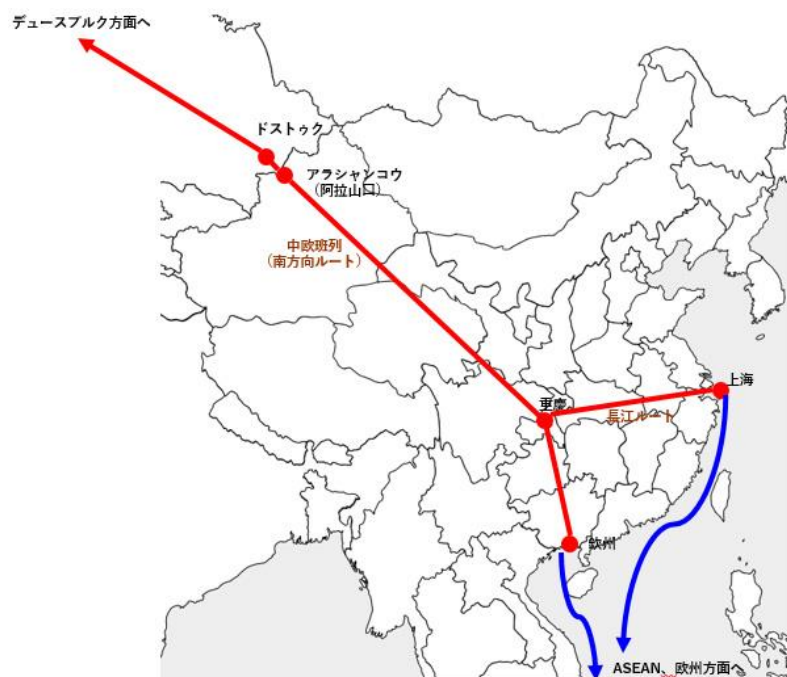 デュースブルク方面へ
ドストゥク
アラシャンコウ
（阿拉山口）
中欧班列
（南方向ルート）
上海
重慶
長江ルート
欽州
ASEAN、欧州方面へ